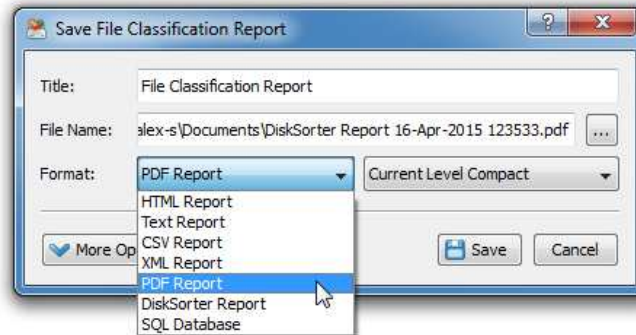 Save File Classification Report
Title: File Classification Report
File Name: alex-s\Documents\DiskSorter Report 16-Apr-2015 123533.pdf ...
Format: PDF Report Current Level Compact
HTML Report
Text Report
CSV Report
XML Report
PDF Report
DiskSorter Report
SQL Database
More Op
Save
Cancel